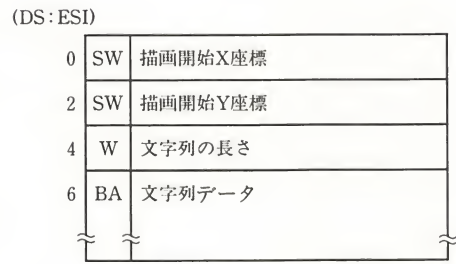 (DS:ESI)
0 SW 描画開始X座標
2 SW 描画開始Y座標
4 W 文字列の長さ
6 BA 文字列データ